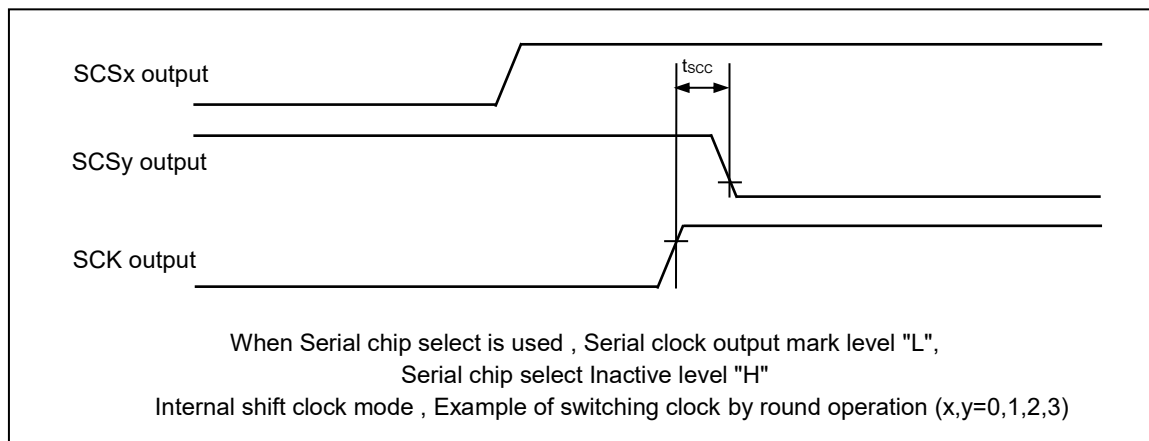 SCSx output
tSCC
SCSy output
SCK output
When Serial chip select is used , Serial clock output mark level "L",
Serial chip select Inactive level "H"
Internal shift clock mode , Example of switching clock by round operation (x,y=0,1,2,3)